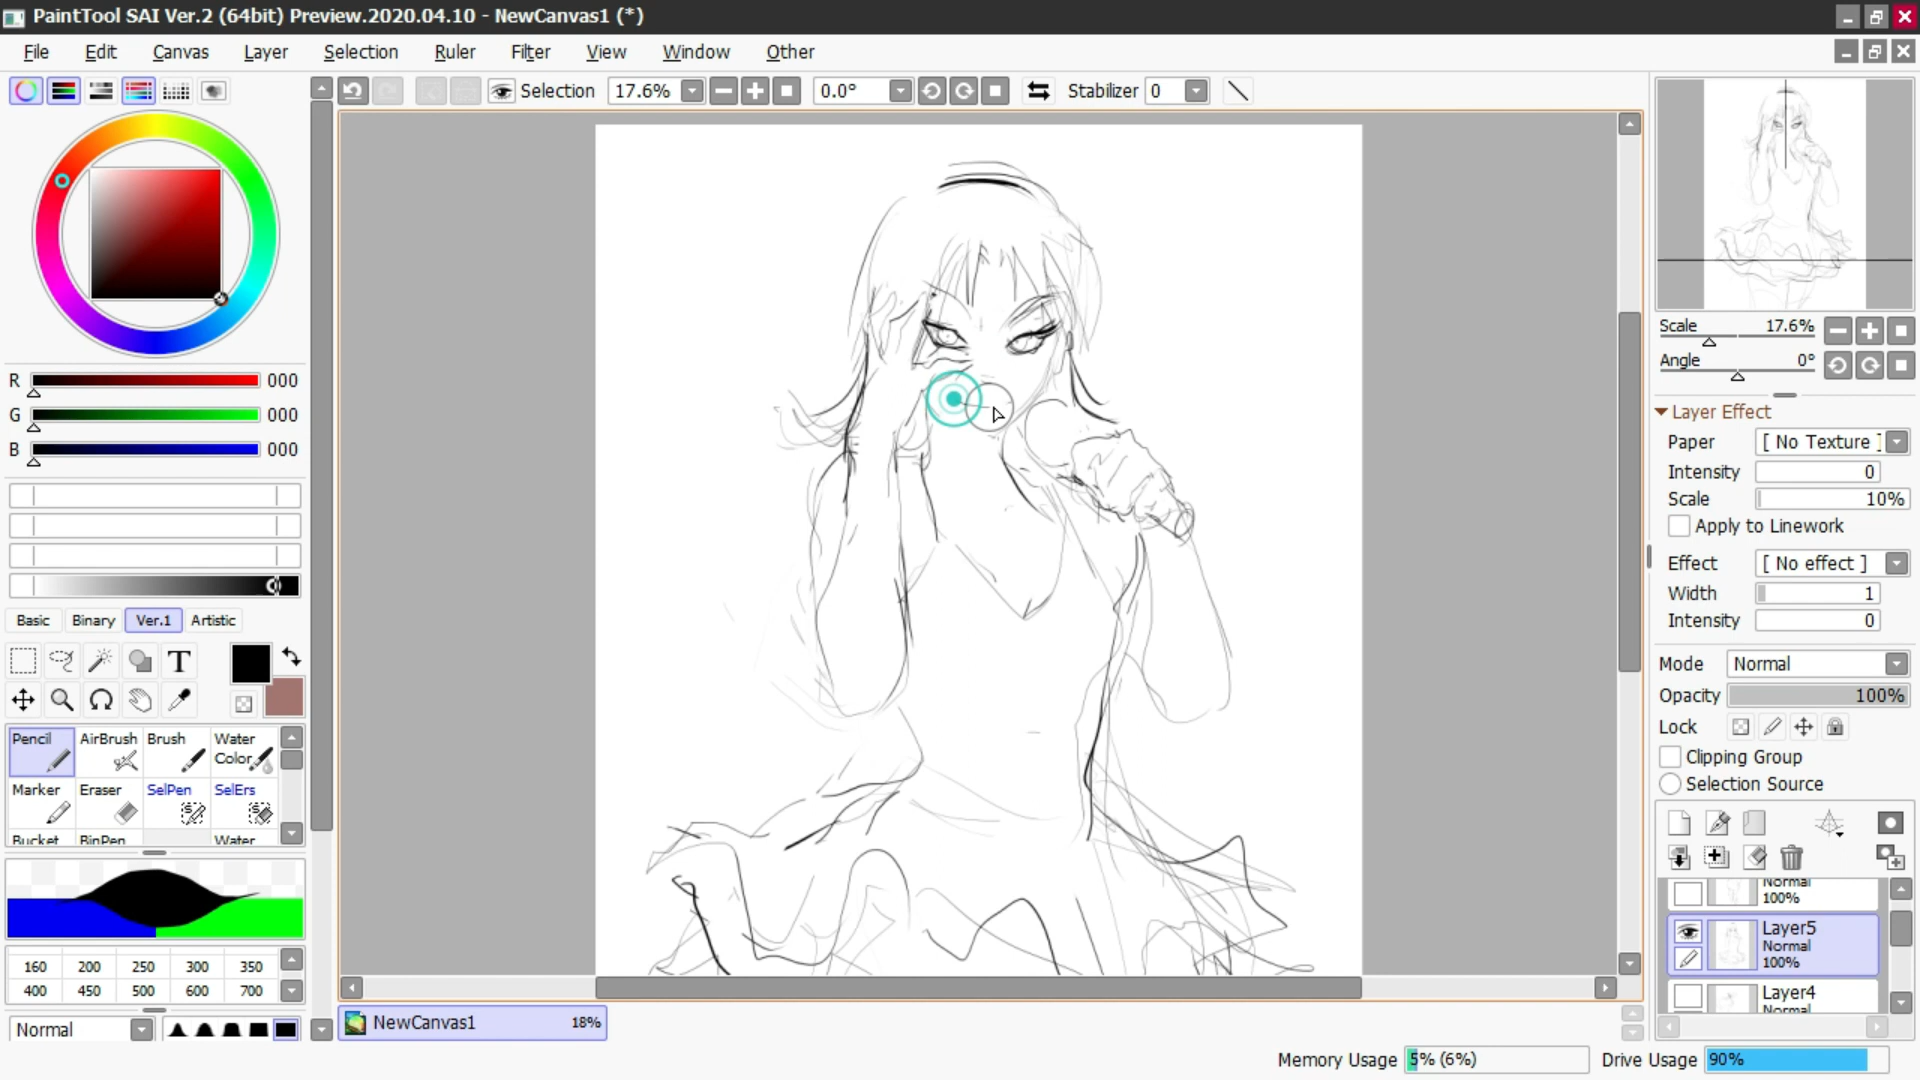 PaintTool SAI Ver.2 (64bit) Preview.2020.04.10 - NewCanvas1 (*)
File Edit Canvas Layer Selection Ruler Filter View Window Other
Selection 17.6% 0.0° Stabilizer 0
R 000
G 000
B 000
Basic Binary Ver.1 Artistic
T
Pencil AirBrush Brush Water Color
Marker Eraser SelPen SelErs
Bucket BinPen Water
160 200 250 300 350
400 450 500 600 700
Normal
NewCanvas1 18%
Scale 17.6%
Angle 0°
Layer Effect
Paper [ No Texture ]
Intensity 0
Scale 10%
Apply to Linework
Effect [ No effect ]
Width 1
Intensity 0
Mode Normal
Opacity 100%
Lock
Clipping Group
Selection Source
Normal
100%
Layer5
Normal
100%
Layer4
Normal
Memory Usage 5% (6%) Drive Usage 90%